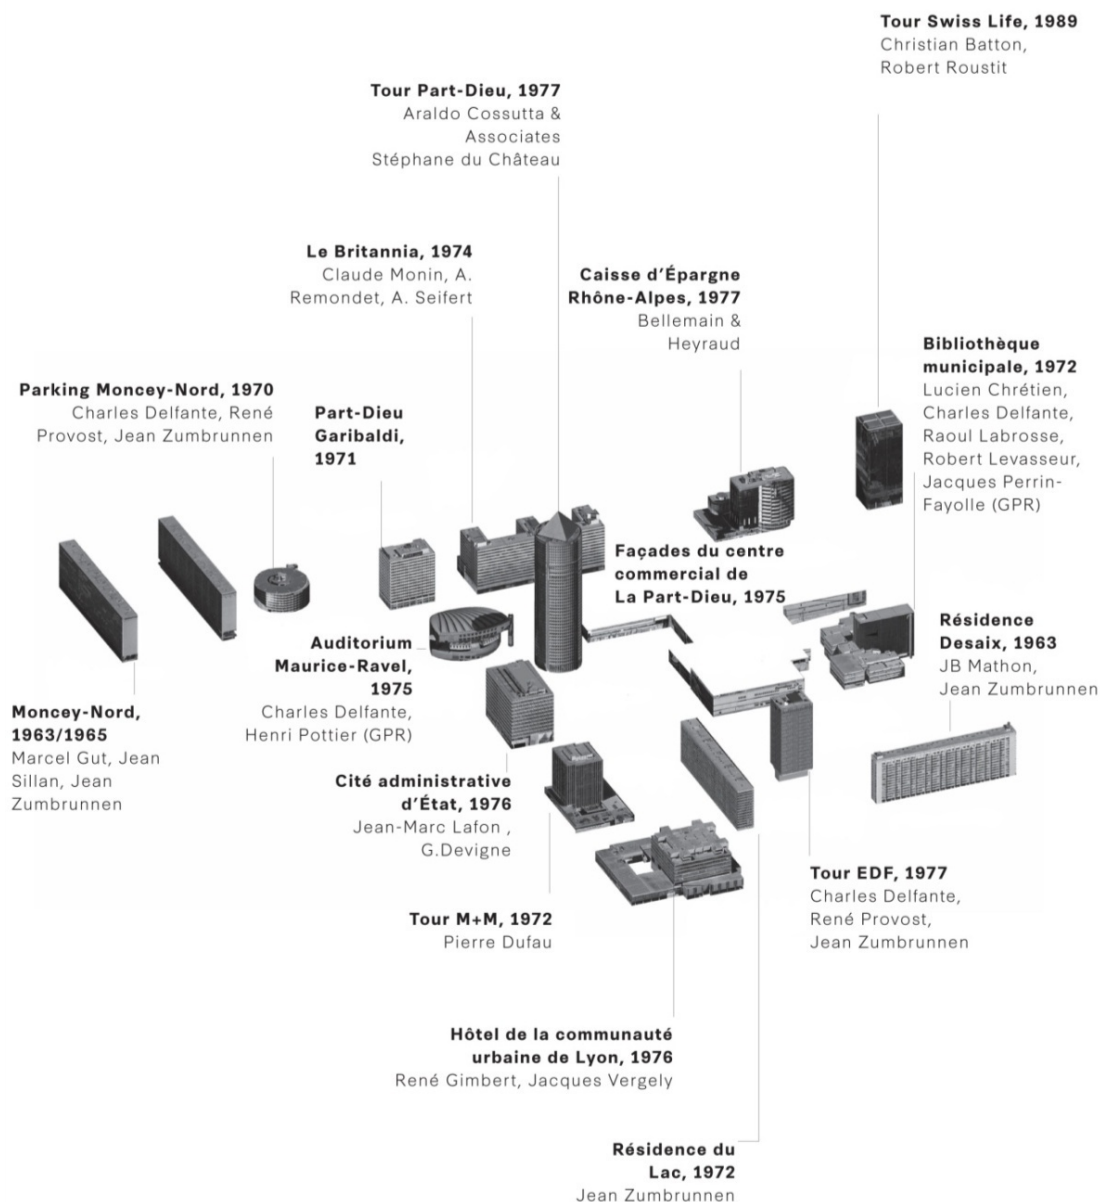 Tour Swiss Life, 1989
Christian Batton,
Robert Roustit
Tour Part-Dieu, 1977
Araldo Cossutta &
Associates
Stéphane du Château
Le Britannia, 1974
Claude Monin, A.
Remondet, A. Seifert
Caisse d’Épargne
Rhône-Alpes, 1977
Bellemain &
Heyraud
Bibliothèque
municipale, 1972
Lucien Chrétien,
Charles Delfante,
Raoul Labrosse,
Robert Levasseur,
Jacques Perrin-
Fayolle (GPR)
Parking Moncey-Nord, 1970
Charles Delfante, René
Provost, Jean Zumbrunnen
Part-Dieu
Garibaldi,
1971
Façades du centre
commercial de
La Part-Dieu, 1975
Résidence
Desaix, 1963
JB Mathon,
Jean Zumbrunnen
Auditorium
Maurice-Ravel,
1975
Charles Delfante,
Henri Pottier (GPR)
Moncey-Nord,
1963/1965
Marcel Gut, Jean
Sillan, Jean
Zumbrunnen
Cité administrative
d’État, 1976
Jean-Marc Lafon ,
G.Devigne
Tour EDF, 1977
Charles Delfante,
René Provost,
Jean Zumbrunnen
Tour M+M, 1972
Pierre Dufau
Hôtel de la communauté
urbaine de Lyon, 1976
René Gimbert, Jacques Vergely
Résidence du
Lac, 1972
Jean Zumbrunnen